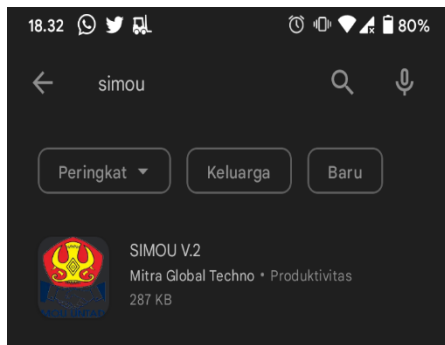 18.32 80%
simou
Peringkat Keluarga Baru
SIMOU V.2
Mitra Global Techno • Produktivitas
287 KB